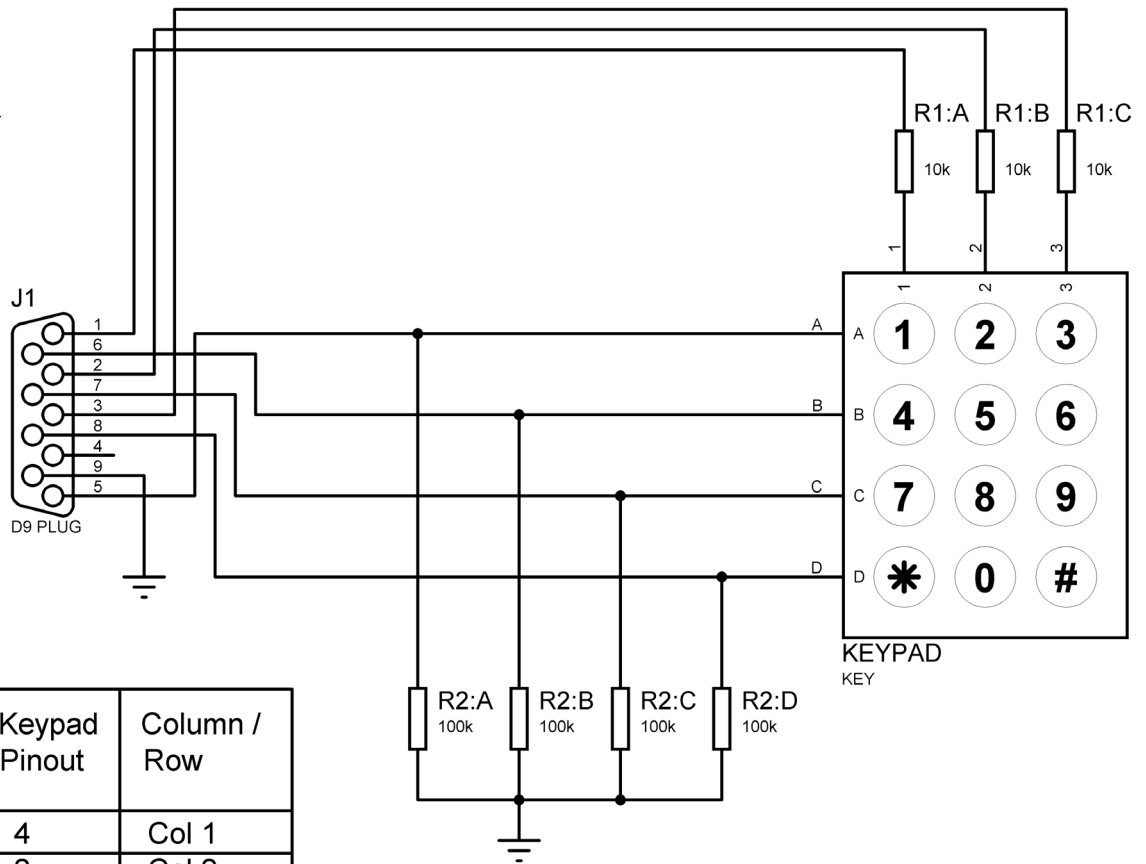 R1:A R1:B R1:C
10k 10k 10k
1 2 3
1 2 3
J1
1
6
2
7
3
8
4
9
5
D9 PLUG
A A 1 2 3
B B 4 5 6
C C 7 8 9
D D * 0 #
KEYPAD
KEY
R2:A R2:B R2:C R2:D
100k 100k 100k 100k
Keypad Column /
Pinout Row
4 Col 1